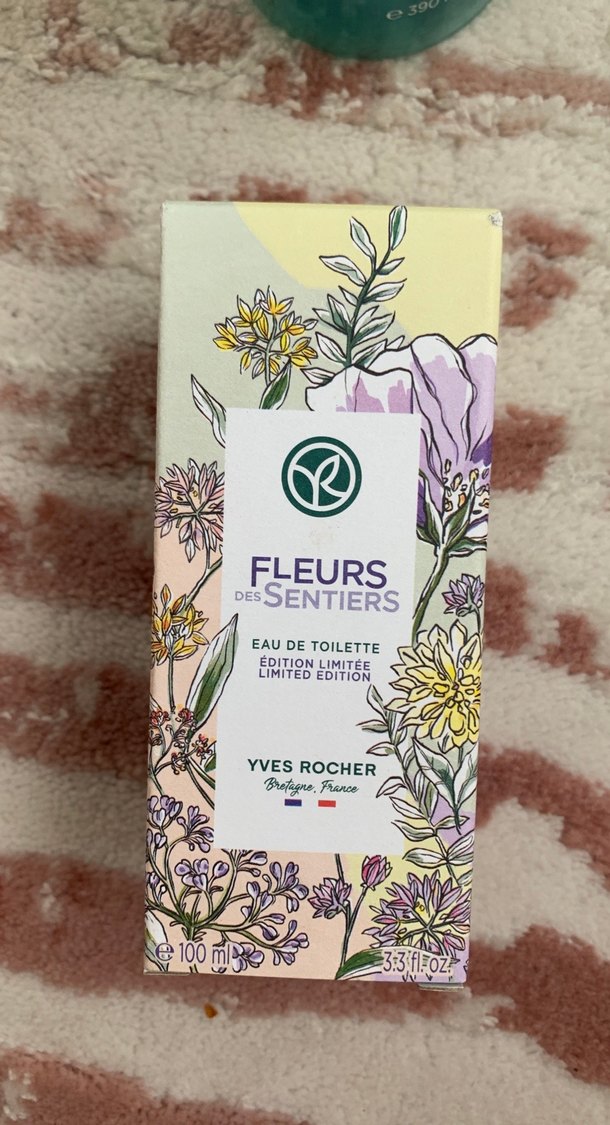 ℮ 390
FLEURS
DES SENTIERS
EAU DE TOILETTE
ÉDITION LIMITÉE
LIMITED EDITION
YVES ROCHER
Bretagne, France
℮ 100 ml
3.3 fl. oz.